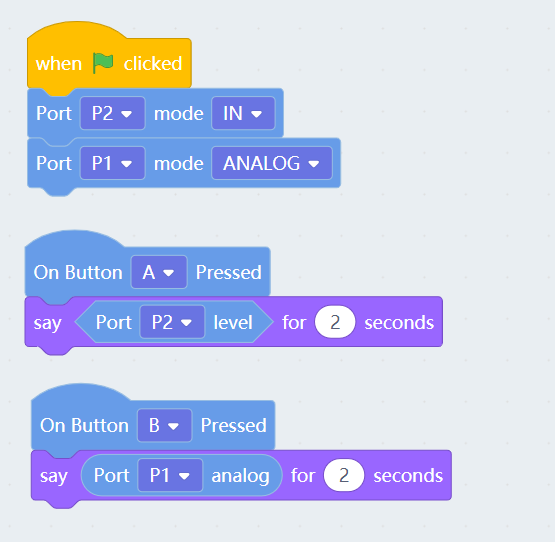 when clicked
Port P2 mode IN
Port P1 mode ANALOG
On Button A Pressed
say Port P2 level for 2 seconds
On Button B Pressed
say Port P1 analog for 2 seconds